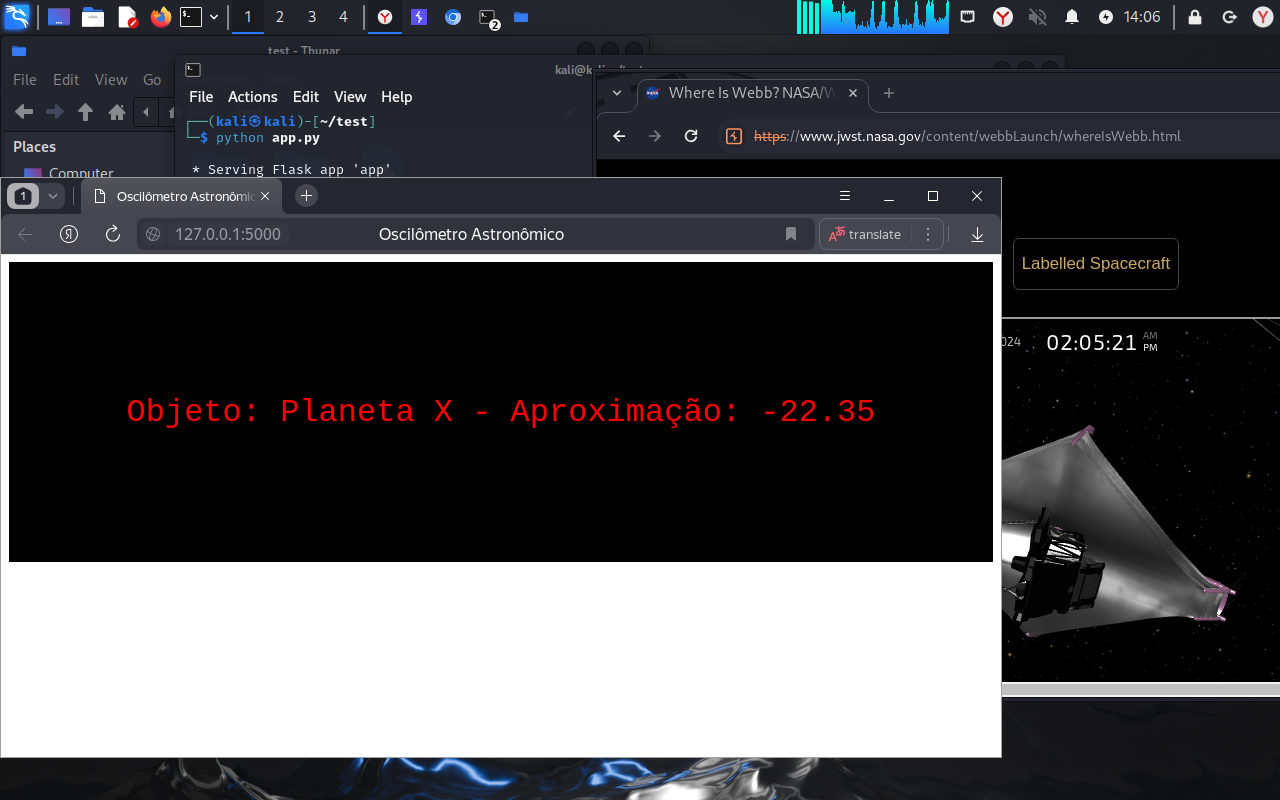 1
2
3
4
2
14:06
test - Thunar
File Edit View Go
Places
Computer
kali@k
File Actions Edit View Help
┌──(kali㉿kali)-[~/test]
└─$ python app.py
* Serving Flask app 'app'
Where Is Webb? NASA/W
https://www.jwst.nasa.gov/content/webbLaunch/whereIsWebb.html
Labelled Spacecraft
024
02:05:21
AM
PM
1
Oscilômetro Astronômic
Я
127.0.0.1:5000
Oscilômetro Astronômico
translate
Objeto: Planeta X - Aproximação: -22.35